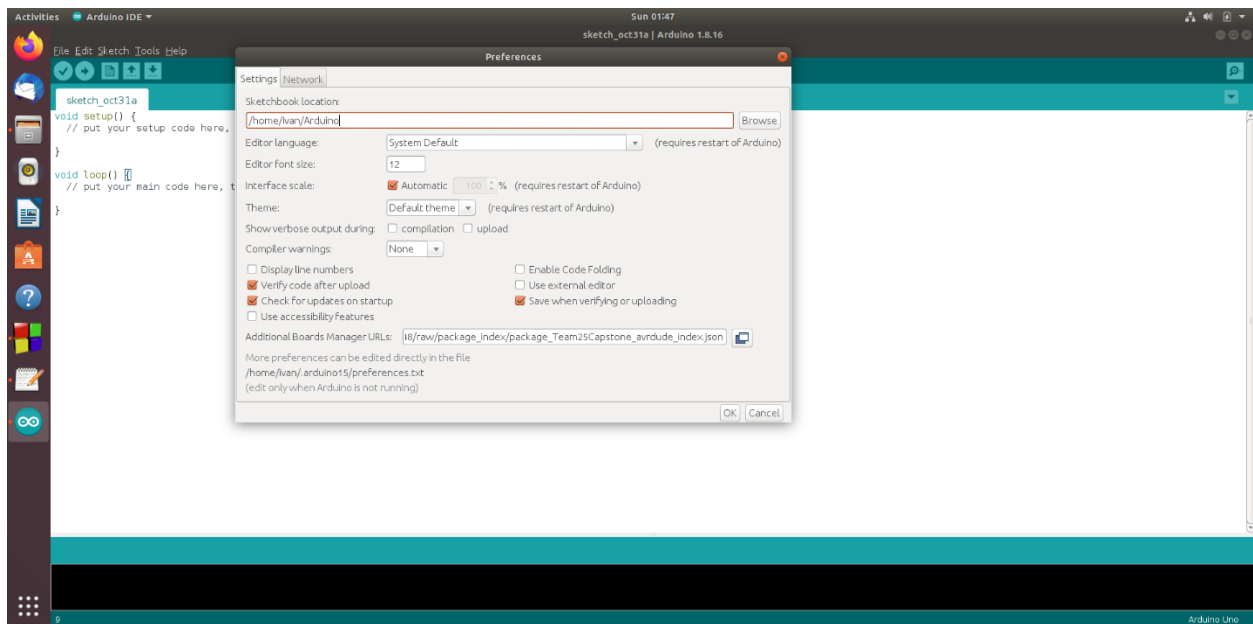 Activities Arduino IDE Sun 01:47
sketch_oct31a | Arduino 1.8.16
File Edit Sketch Tools Help
sketch_oct31a
void setup() {
// put your setup code here,
}
void loop() {
// put your main code here, t
}
Preferences
Settings Network
Sketchbook location:
/home/ivan/Arduino Browse
Editor language: System Default (requires restart of Arduino)
Editor font size: 12
Interface scale: Automatic 100 % (requires restart of Arduino)
Theme: Default theme (requires restart of Arduino)
Show verbose output during: compilation upload
Compiler warnings: None
Display line numbers Enable Code Folding
Verify code after upload Use external editor
Check for updates on startup Save when verifying or uploading
Use accessibility features
Additional Boards Manager URLs: /raw/package_index/package_Team25Capstone_avrdude_index.json
More preferences can be edited directly in the file
/home/ivan/.arduino15/preferences.txt
(edit only when Arduino is not running)
OK Cancel
9 Arduino Uno